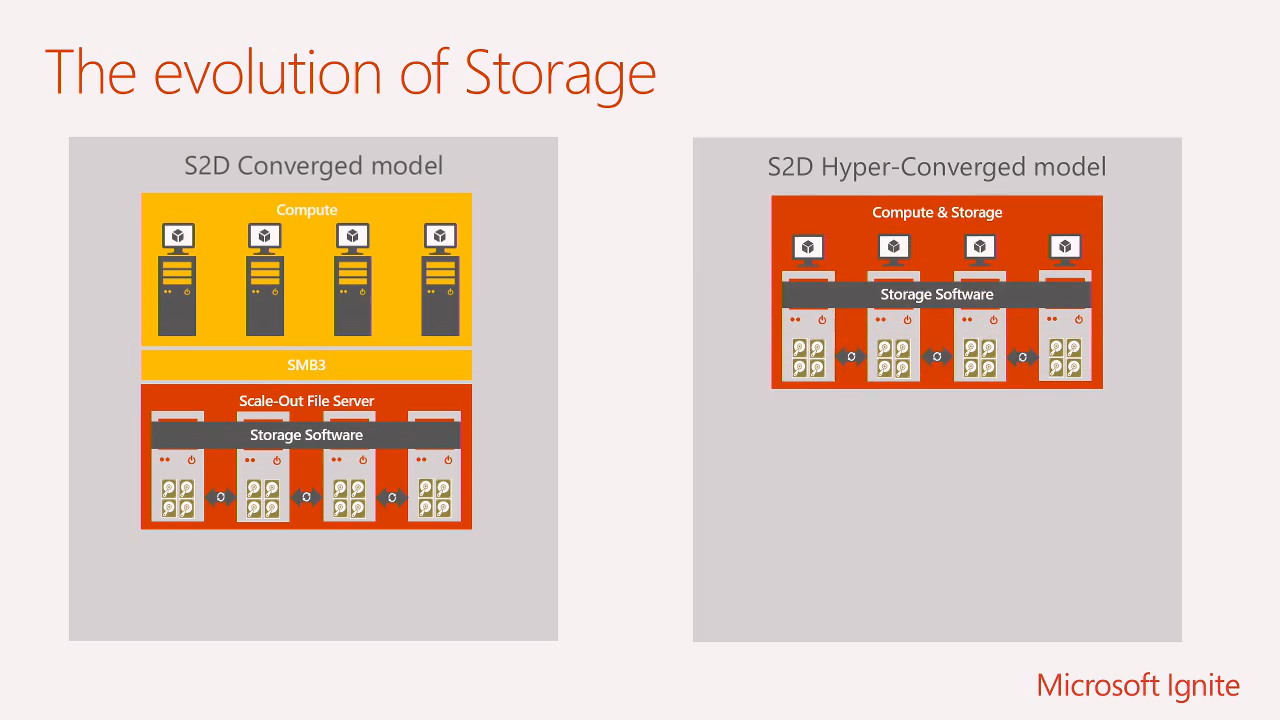 The evolution of Storage
S2D Converged model
Compute
SMB3
Scale-Out File Server
Storage Software
S2D Hyper-Converged model
Compute & Storage
Storage Software
Microsoft Ignite